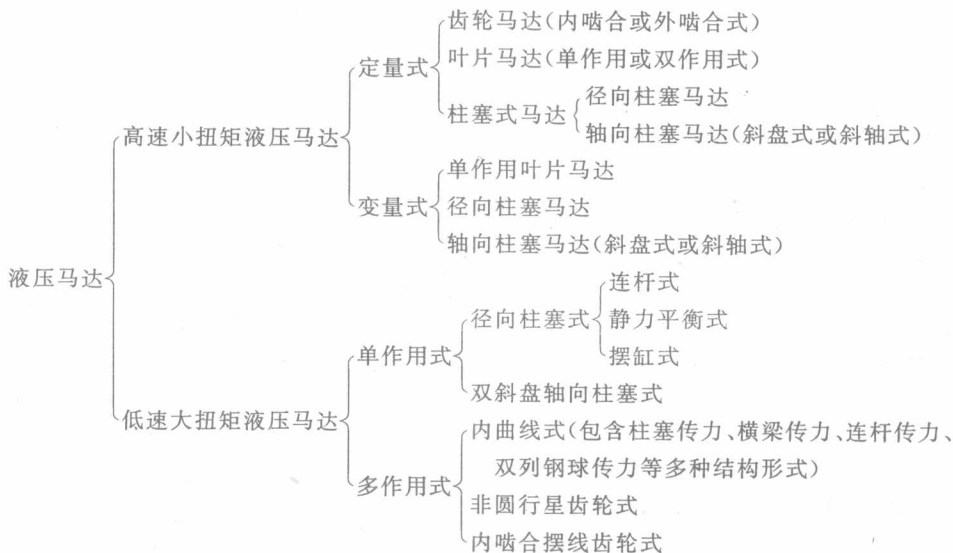 齿轮马达(内啮合或外啮合式)
定量式
叶片马达(单作用或双作用式)
柱塞式马达
径向柱塞马达
轴向柱塞马达(斜盘式或斜轴式)
高速小扭矩液压马达
单作用叶片马达
变量式
径向柱塞马达
轴向柱塞马达(斜盘式或斜轴式)
液压马达
连杆式
径向柱塞式
静力平衡式
摆缸式
单作用式
双斜盘轴向柱塞式
低速大扭矩液压马达
内曲线式(包含柱塞传力、横梁传力、连杆传力、
双列钢球传力等多种结构形式)
多作用式
非圆行星齿轮式
内啮合摆线齿轮式